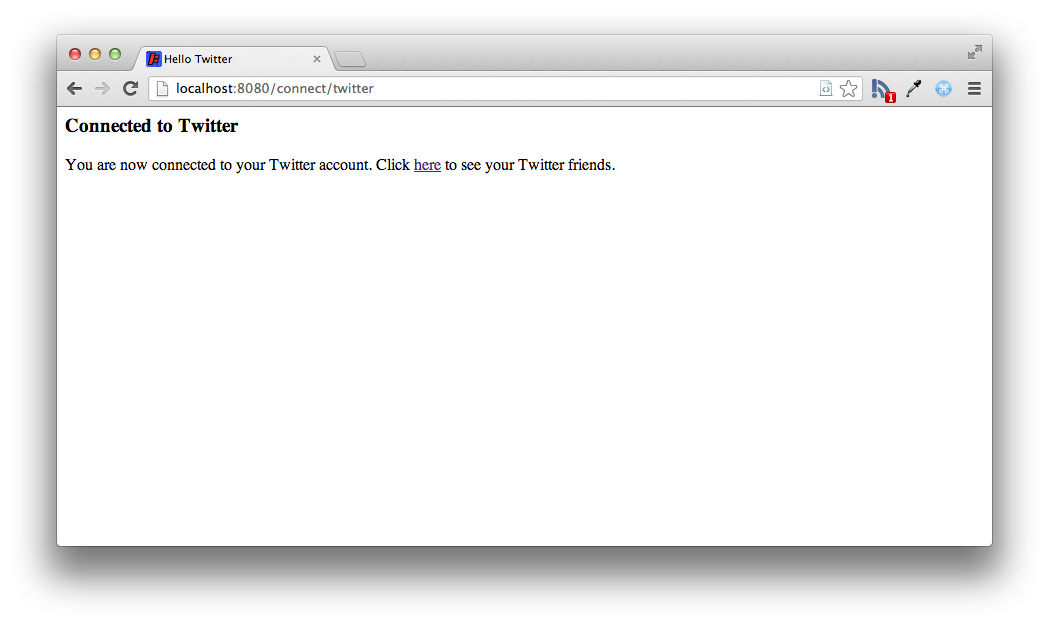 Hello Twitter
localhost:8080/connect/twitter
1
Connected to Twitter
You are now connected to your Twitter account. Click here to see your Twitter friends.